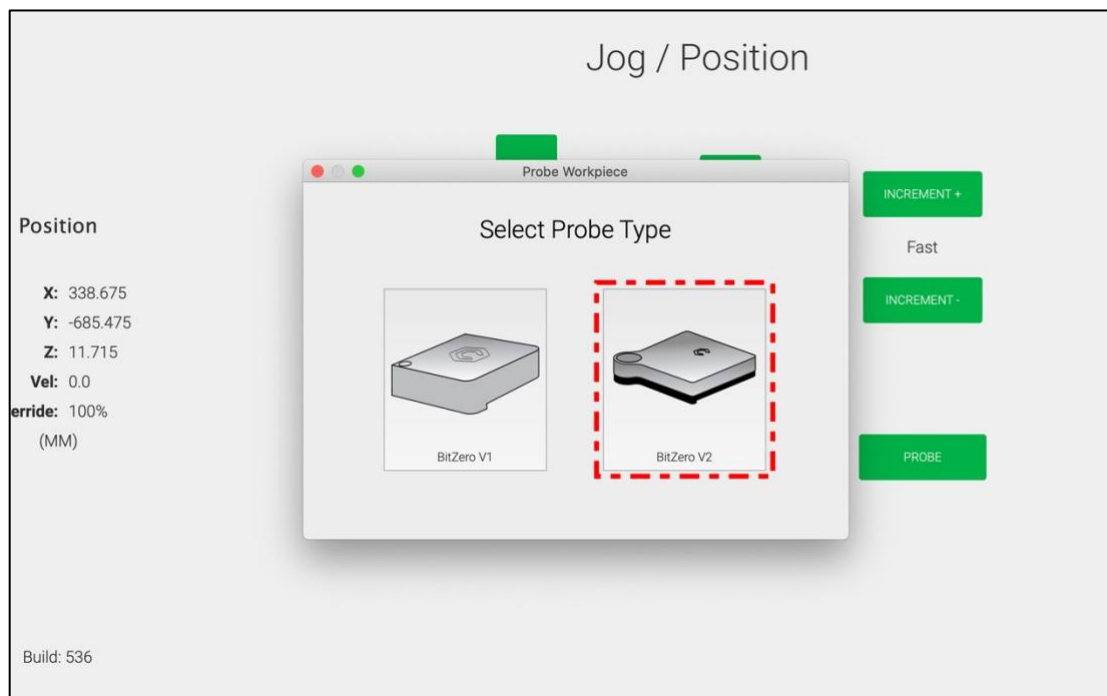 Jog / Position
Probe Workpiece
Select Probe Type
BitZero V1
BitZero V2
Position
X: 338.675
Y: -685.475
Z: 11.715
Vel: 0.0
erride: 100%
(MM)
INCREMENT +
Fast
INCREMENT -
PROBE
Build: 536